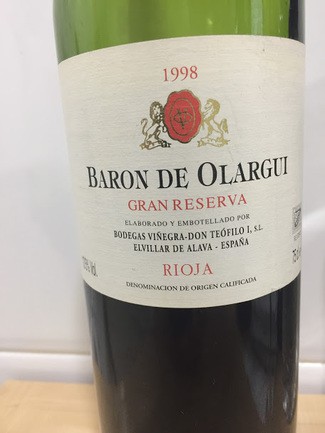 1998
BARON DE OLARGUI
GRAN RESERVA
ELABORADO Y EMBOTELLADO POR
BODEGAS VIÑEGRA-DON TEÓFILO I, S.L.
ELVILLAR DE ALAVA - ESPAÑA
RIOJA
DENOMINACION DE ORIGEN CALIFICADA